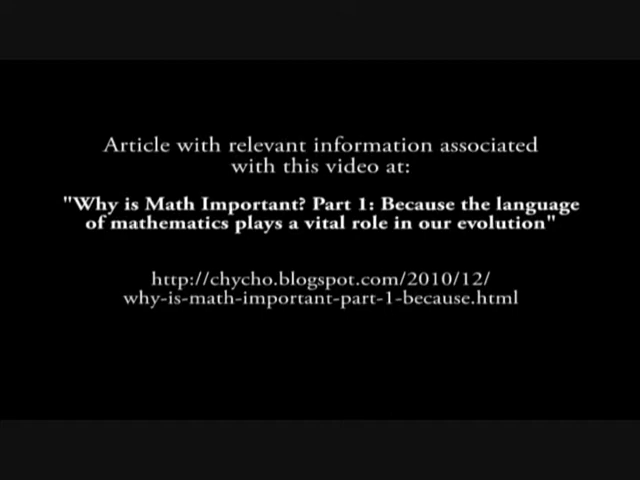 Article with relevant information associated
with this video at:
"Why is Math Important? Part 1: Because the language
of mathematics plays a vital role in our evolution"
http://chycho.blogspot.com/2010/12/
why-is-math-important-part-1-because.html